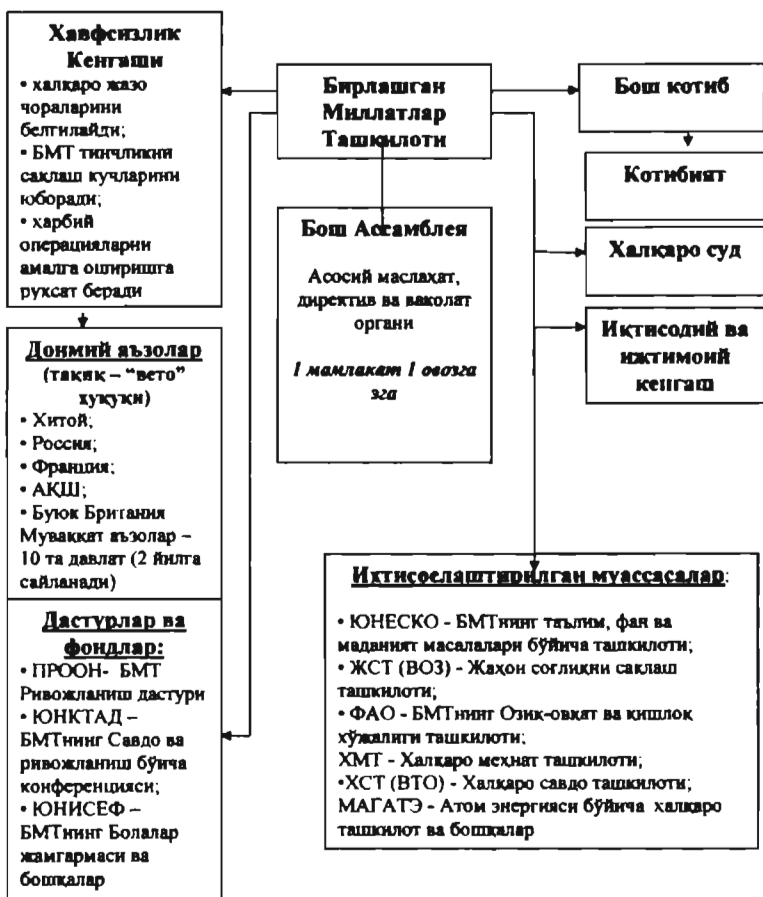 Хавфсизлик
Кенгаши
• халқаро жазо
чораларини
белгилайди;
• БМТ тинчликни
сақлаш кучларини
юборади;
• ҳарбий
операцияларни
амалга оширишга
рухсат беради
Доимий аъзолар
(тақиқ – “вето”
ҳуқуқи)
• Хитой;
• Россия;
• Франция;
• АҚШ;
• Буюк Британия
Муваққат аъзолар –
10 та давлат (2 йилга
сайланади)
Дастурлар ва
фондлар:
• ПРООН- БМТ
Ривожланиш дастури
• ЮНКТАД –
БМТнинг Савдо ва
ривожланиш бўйича
конференцияси;
• ЮНИСЕФ –
БМТнинг Болалар
жамгармаси ва
бошқалар
Бирлашган
Миллатлар
Ташкилоти
Бош Ассамблея
Асосий маслаҳат,
директив ва ваколат
органи
1 мамлакат 1 овозга
эга
Бош котиб
Котибият
Халқаро суд
Иқтисодий ва
ижтимоий
кенгаш
Ихтисослаштирилган муассасалар:
• ЮНЕСКО - БМТнинг таълим, фан ва
маданият масалалари бўйича ташкилоти;
• ЖСТ (ВОЗ) - Жаҳон соғлиқни сақлаш
ташкилоти;
• ФАО - БМТнинг Озиқ-овқат ва қишлоқ
хўжалиги ташкилоти;
ХМТ - Халқаро меҳнат ташкилоти;
•ХСТ (ВТО) - Халқаро савдо ташкилоти;
МАГАТЭ - Атом энергияси бўйича халқаро
ташкилот ва бошқалар